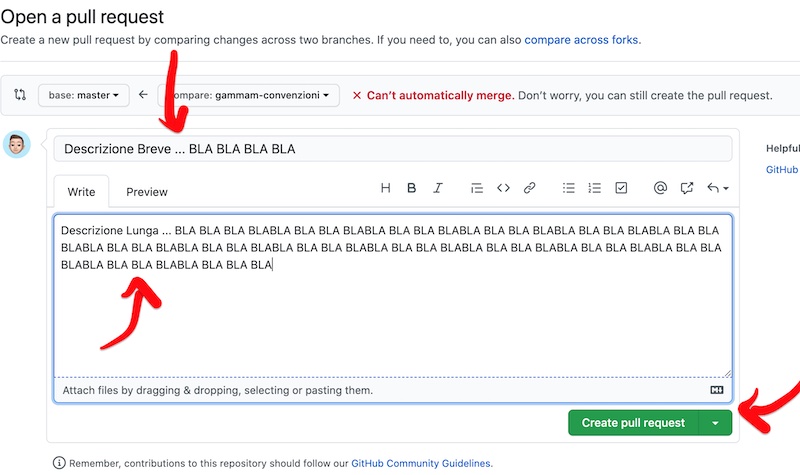 Open a pull request
Create a new pull request by comparing changes across two branches. If you need to, you can also compare across forks.
base: master
compare: gammam-convenzioni
Can't automatically merge. Don't worry, you can still create the pull request.
Descrizione Breve ... BLA BLA BLA BLA
Helpful
Write
Preview
GitHub
Descrizione Lunga ... BLA BLA BLA BLABLA BLA BLA BLABLA BLA BLA BLABLA BLA BLA BLABLA BLA BLA BLABLA BLA BLA
BLABLA BLA BLA BLABLA BLA BLA BLABLA BLA BLA BLABLA BLA BLA BLABLA BLA BLA BLABLA BLA BLA BLABLA BLA BLA
BLABLA BLA BLA BLABLA BLA BLA BLA
Attach files by dragging & dropping, selecting or pasting them.
Create pull request
Remember, contributions to this repository should follow our GitHub Community Guidelines.